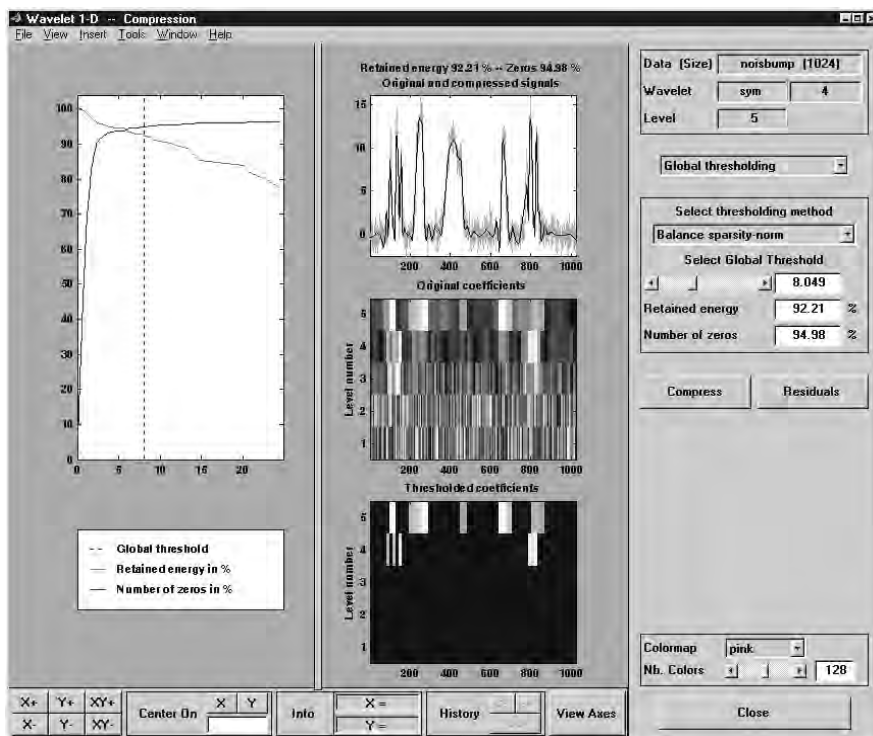 Wavelet 1-D -- Compression
File View Insert Tools Window Help
100
90
80
70
60
50
40
30
20
10
0
0 5 10 15 20
Global threshold
Retained energy in %
Number of zeros in %
Retained energy 92.21 % -- Zeros 94.98 %
Original and compressed signals
15
10
5
0
200 400 600 800 1000
Original coefficients
Level number
5
4
3
2
1
200 400 600 800 1000
Thresholded coefficients
Level number
5
4
3
2
1
200 400 600 800 1000
Data (Size) noisbump (1024)
Wavelet sym 4
Level 5
Global thresholding
Select thresholding method
Balance sparsity-norm
Select Global Threshold
8.049
Retained energy 92.21 %
Number of zeros 94.98 %
Compress Residuals
Colormap pink
Nb. Colors 128
Close
X+ Y+ XY+
X- Y- XY-
Center On X Y
Info X =
Y =
History
View Axes